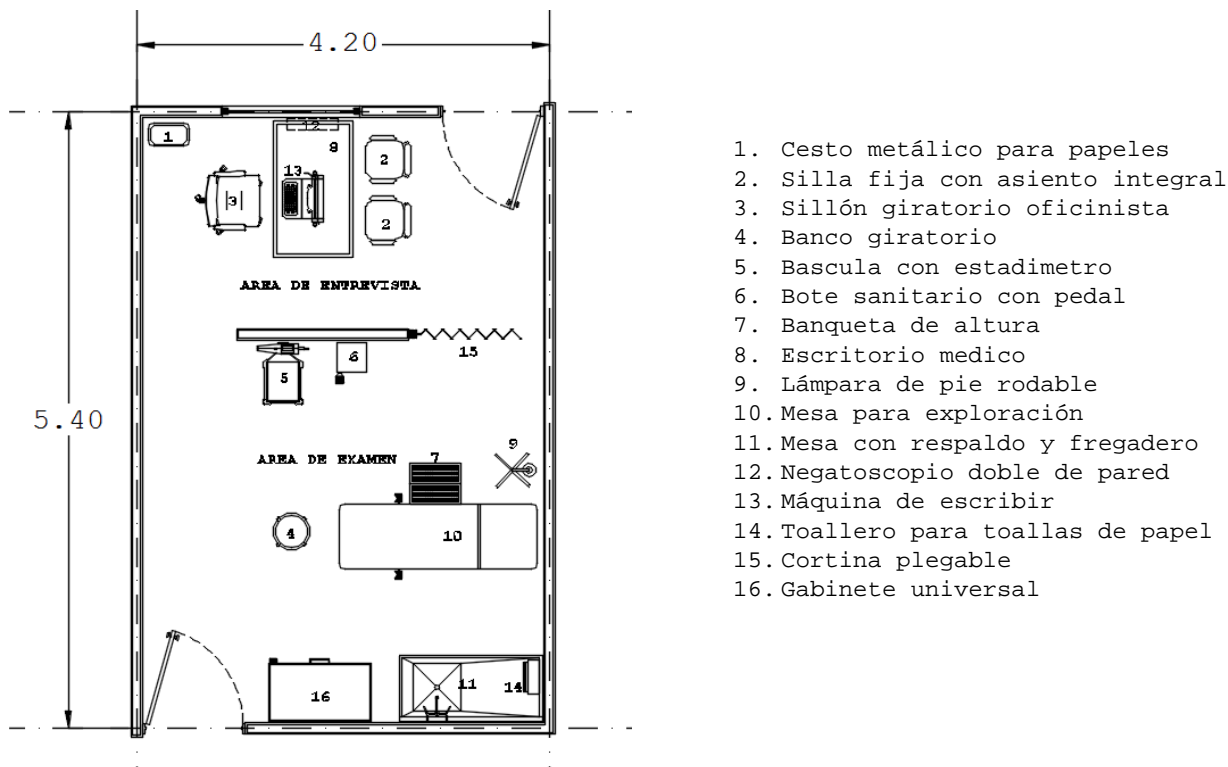 4.20
1
12
8
2
13
3
2
AREA DE ENTREVISTA
6
15
5
5.40
9
AREA DE EXAMEN
7
4
10
16
11
14
1. Cesto metálico para papeles
2. Silla fija con asiento integral
3. Sillón giratorio oficinista
4. Banco giratorio
5. Bascula con estadimetro
6. Bote sanitario con pedal
7. Banqueta de altura
8. Escritorio medico
9. Lámpara de pie rodable
10. Mesa para exploración
11. Mesa con respaldo y fregadero
12. Negatoscopio doble de pared
13. Máquina de escribir
14. Toallero para toallas de papel
15. Cortina plegable
16. Gabinete universal